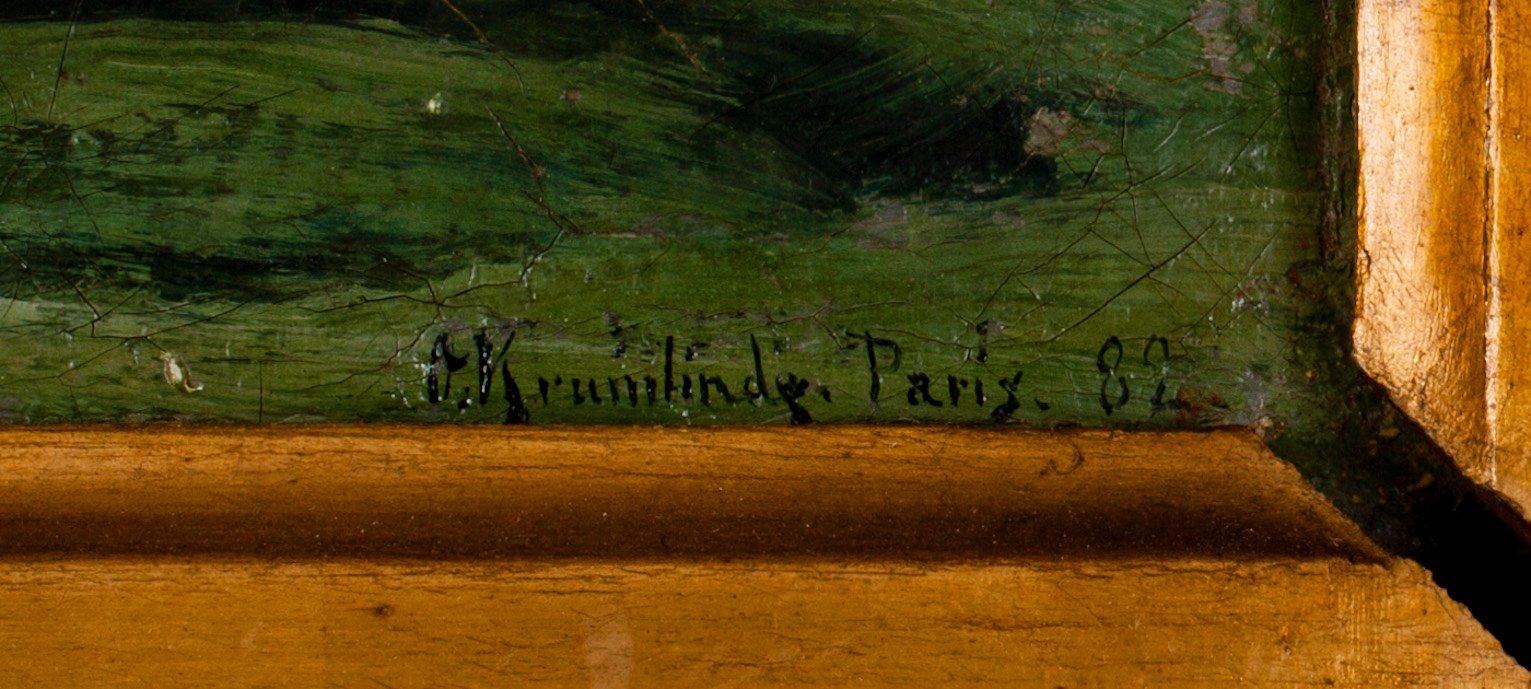 O. Krumlinde. Paris. 82.